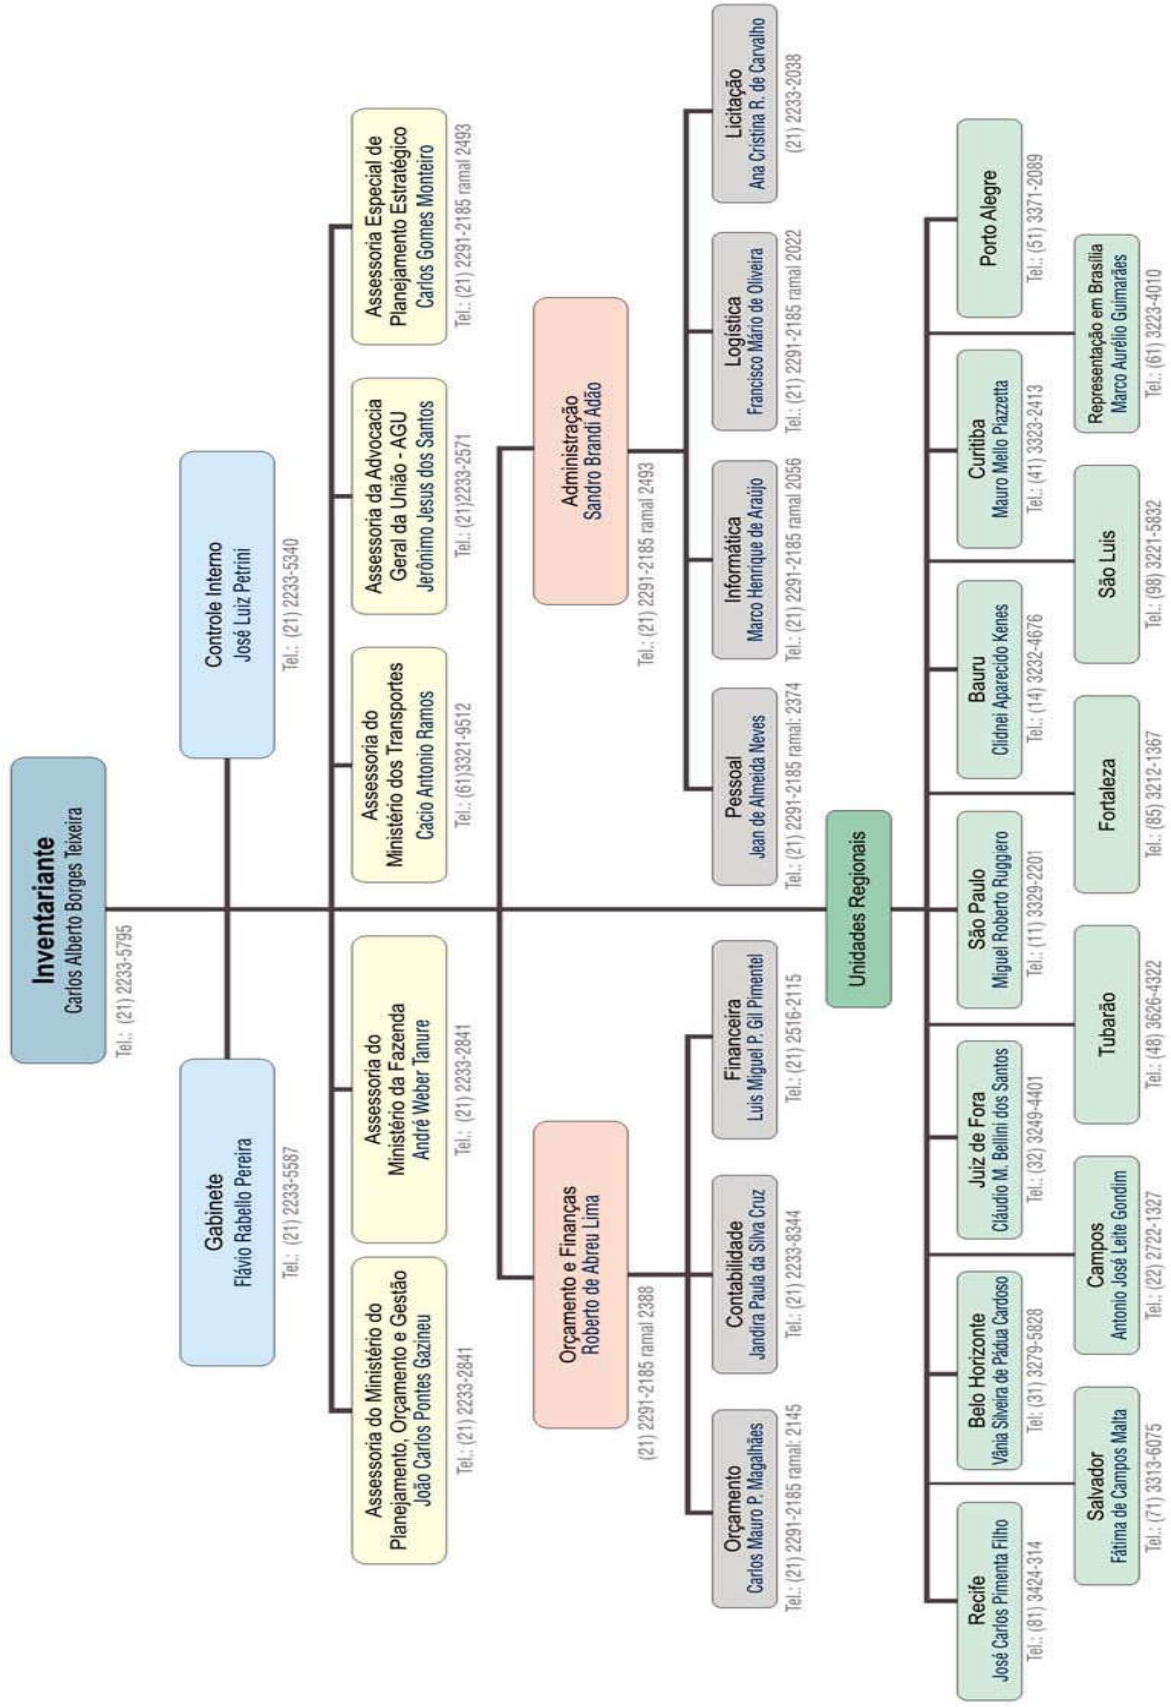 Inventariante
Carlos Alberto Borges Teixeira
Tel.: (21) 2233-5795
Gabinete
Flávio Rabello Pereira
Tel.: (21) 2233-5587
Controle Interno
José Luiz Petrini
Tel.: (21) 2233-5340
Assessoria do Ministério do
Planejamento, Orçamento e Gestão
João Carlos Pontes Gazineu
Tel.: (21) 2233-2841
Assessoria do
Ministério da Fazenda
André Weber Tanure
Tel.: (21) 2233-2841
Assessoria do
Ministério dos Transportes
Cacio Antonio Ramos
Tel.: (61)3321-9512
Assessoria da Advocacia
Geral da União - AGU
Jerônimo Jesus dos Santos
Tel.: (21)2233-2571
Assessoria Especial de
Planejamento Estratégico
Carlos Gomes Monteiro
Tel.: (21) 2291-2185 ramal 2493
Orçamento e Finanças
Roberto de Abreu Lima
(21) 2291-2185 ramal 2388
Administração
Sandro Brandi Adão
Tel.: (21) 2291-2185 ramal 2493
Orçamento
Carlos Mauro P. Magalhães
Tel.: (21) 2291-2185 ramal: 2145
Contabilidade
Jandira Paula da Silva Cruz
Tel.: (21) 2233-8344
Financeira
Luis Miguel P. Gil Pimentel
Tel.: (21) 2516-2115
Pessoal
Jean de Almeida Neves
Tel.: (21) 2291-2185 ramal: 2374
Informática
Marco Henrique de Araújo
Tel.: (21) 2291-2185 ramal 2056
Logística
Francisco Mário de Oliveira
Tel.: (21) 2291-2185 ramal 2022
Licitação
Ana Cristina R. de Carvalho
(21) 2233-2038
Unidades Regionais
Recife
José Carlos Pimenta Filho
Tel.: (81) 3424-314
Belo Horizonte
Vânia Silveira de Pádua Cardoso
Tel: (31) 3279-5828
Juiz de Fora
Cláudio M. Bellini dos Santos
Tel.: (32) 3249-4401
São Paulo
Miguel Roberto Ruggiero
Tel.: (11) 3329-2201
Bauru
Clidnei Aparecido Kenes
Tel.: (14) 3232-4676
Curitiba
Mauro Mello Piazzetta
Tel.: (41) 3323-2413
Porto Alegre
Tel.: (51) 3371-2089
Salvador
Fátima de Campos Malta
Tel.: (71) 3313-6075
Campos
Antonio José Leite Gondim
Tel.: (22) 2722-1327
Tubarão
Tel.: (48) 3626-4322
Fortaleza
Tel.: (85) 3212-1367
São Luis
Tel.: (98) 3221-5832
Representação em Brasília
Marco Aurélio Guimarães
Tel.: (61) 3223-4010